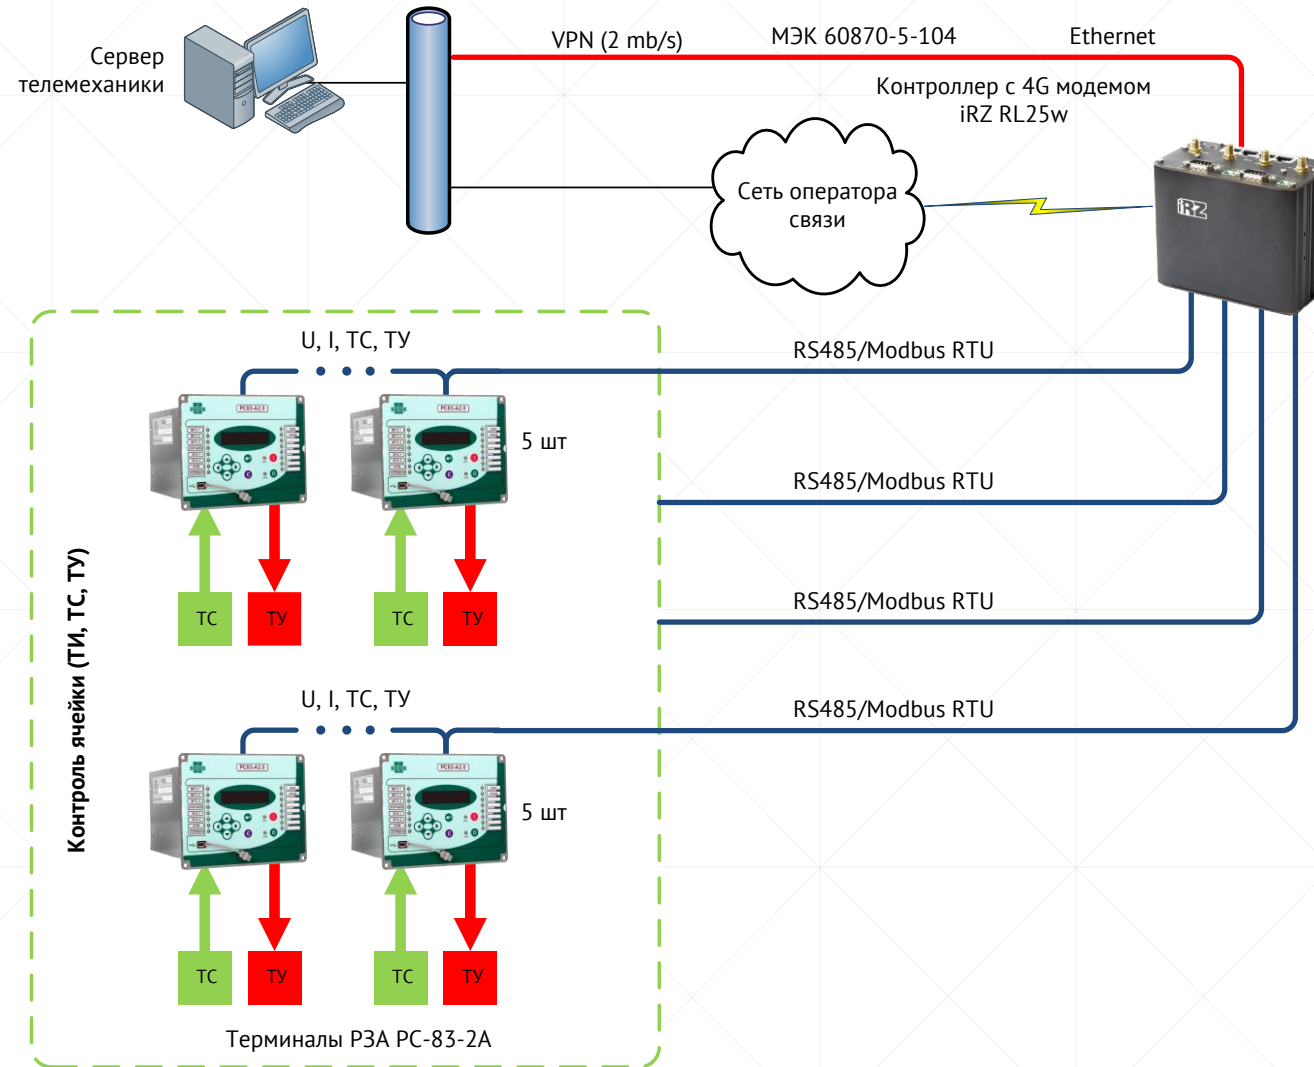 Сервер
телемеханики
VPN (2 mb/s)
МЭК 60870-5-104
Ethernet
Контроллер с 4G модемом
iRZ RL25w
Сеть оператора
связи
iRZ
U, I, ТС, ТУ
RS485/Modbus RTU
5 шт
RS485/Modbus RTU
Контроль ячейки (ТИ, ТС, ТУ)
RS485/Modbus RTU
ТС
ТУ
ТС
ТУ
U, I, ТС, ТУ
RS485/Modbus RTU
5 шт
ТС
ТУ
ТС
ТУ
Терминалы РЗА РС-83-2А